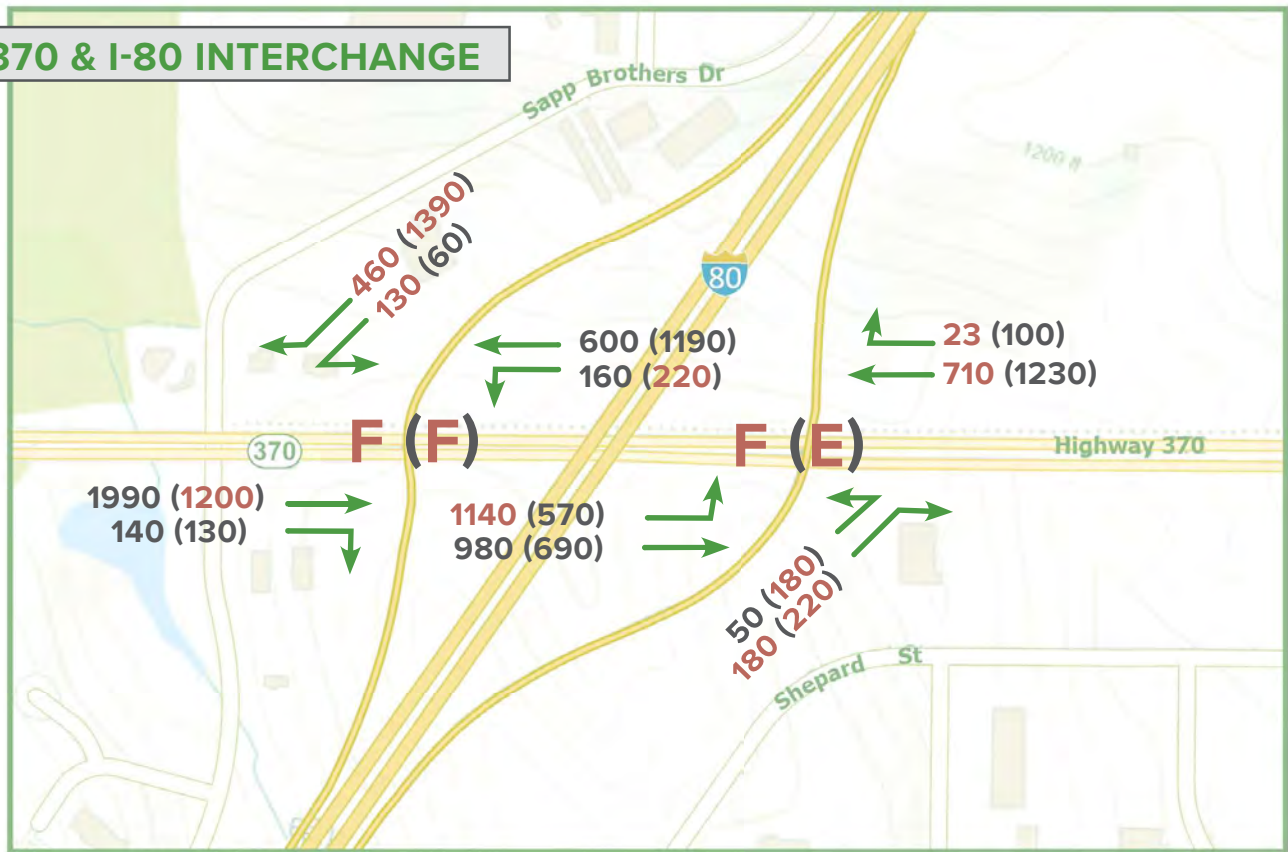 370 & I-80 INTERCHANGE
Sapp Brothers Dr
1200 ft
460 (1390)
130 (60)
80
600 (1190)
160 (220)
23 (100)
710 (1230)
F (F)
F (E)
370
Highway 370
1990 (1200)
140 (130)
1140 (570)
980 (690)
50 (180)
180 (220)
Shepard St